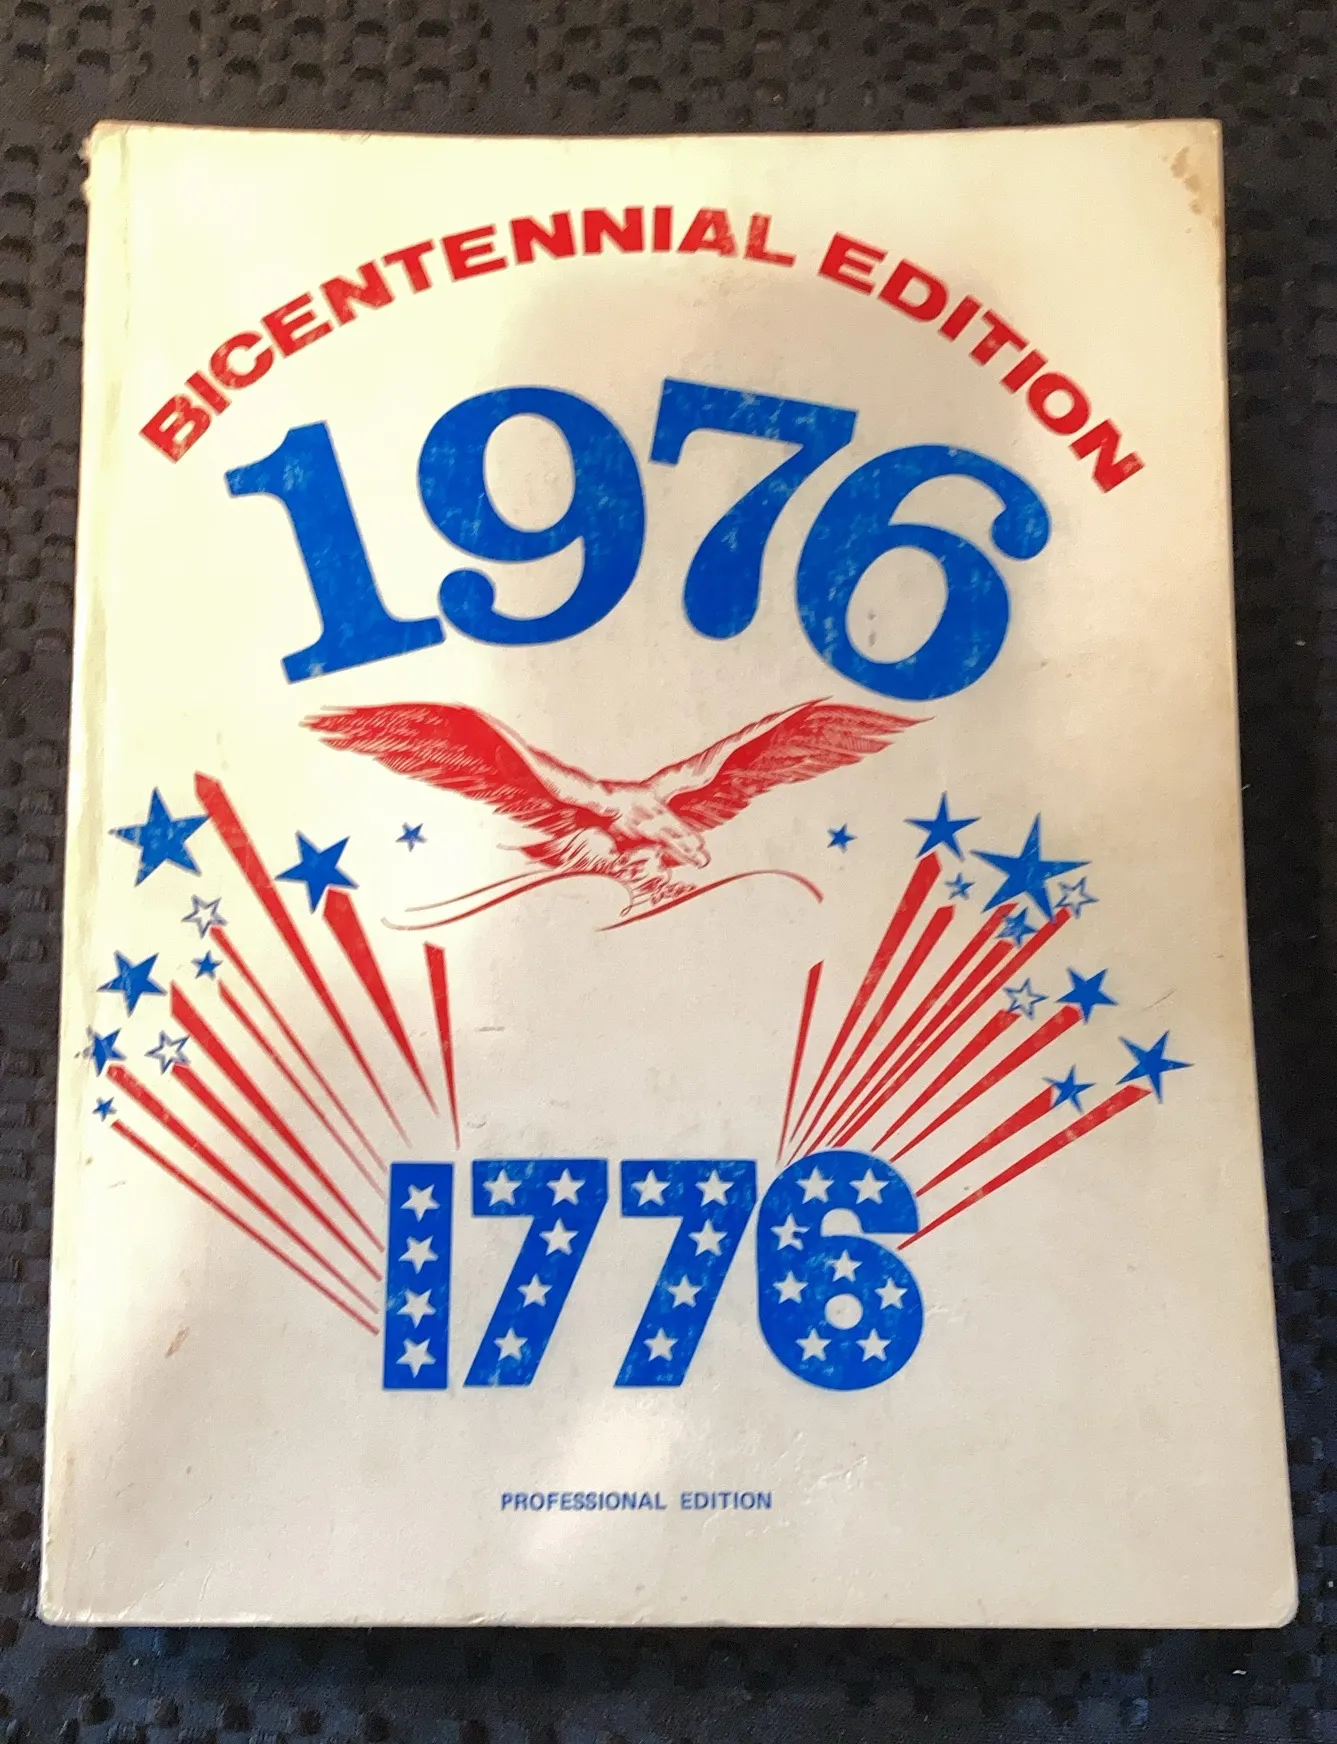 BICENTENNIAL EDITION
1976
1776
PROFESSIONAL EDITION